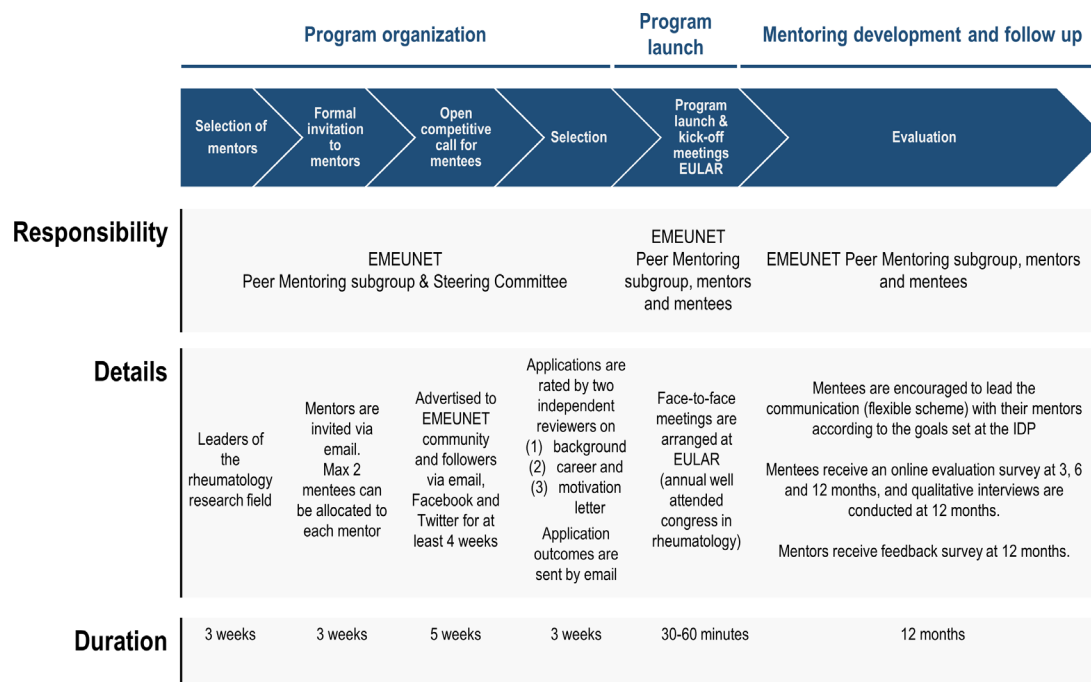 Program organization
Program
launch
Mentoring development and follow up
Selection of
mentors
Formal
invitation
to
mentors
Open
competitive
call for
mentees
Selection
Program
launch &
kick-off
meetings
EULAR
Evaluation
Responsibility
EMEUNET
Peer Mentoring subgroup & Steering Committee
EMEUNET
Peer Mentoring
subgroup, mentors
and mentees
EMEUNET Peer Mentoring subgroup, mentors
and mentees
Details
Leaders of
the
rheumatology
research field
Mentors are
invited via
email.
Max 2
mentees can
be allocated to
each mentor
Advertised to
EMEUNET
community
and followers
via email,
Facebook and
Twitter for at
least 4 weeks
Applications are
rated by two
independent
reviewers on
(1) background
(2) career and
(3) motivation
letter
Application
outcomes are
sent by email
Face-to-face
meetings are
arranged at
EULAR
(annual well
attended
congress in
rheumatology)
Mentees are encouraged to lead the
communication (flexible scheme) with their mentors
according to the goals set at the IDP
Mentees receive an online evaluation survey at 3, 6
and 12 months, and qualitative interviews are
conducted at 12 months.
Mentors receive feedback survey at 12 months.
Duration
3 weeks
3 weeks
5 weeks
3 weeks
30-60 minutes
12 months